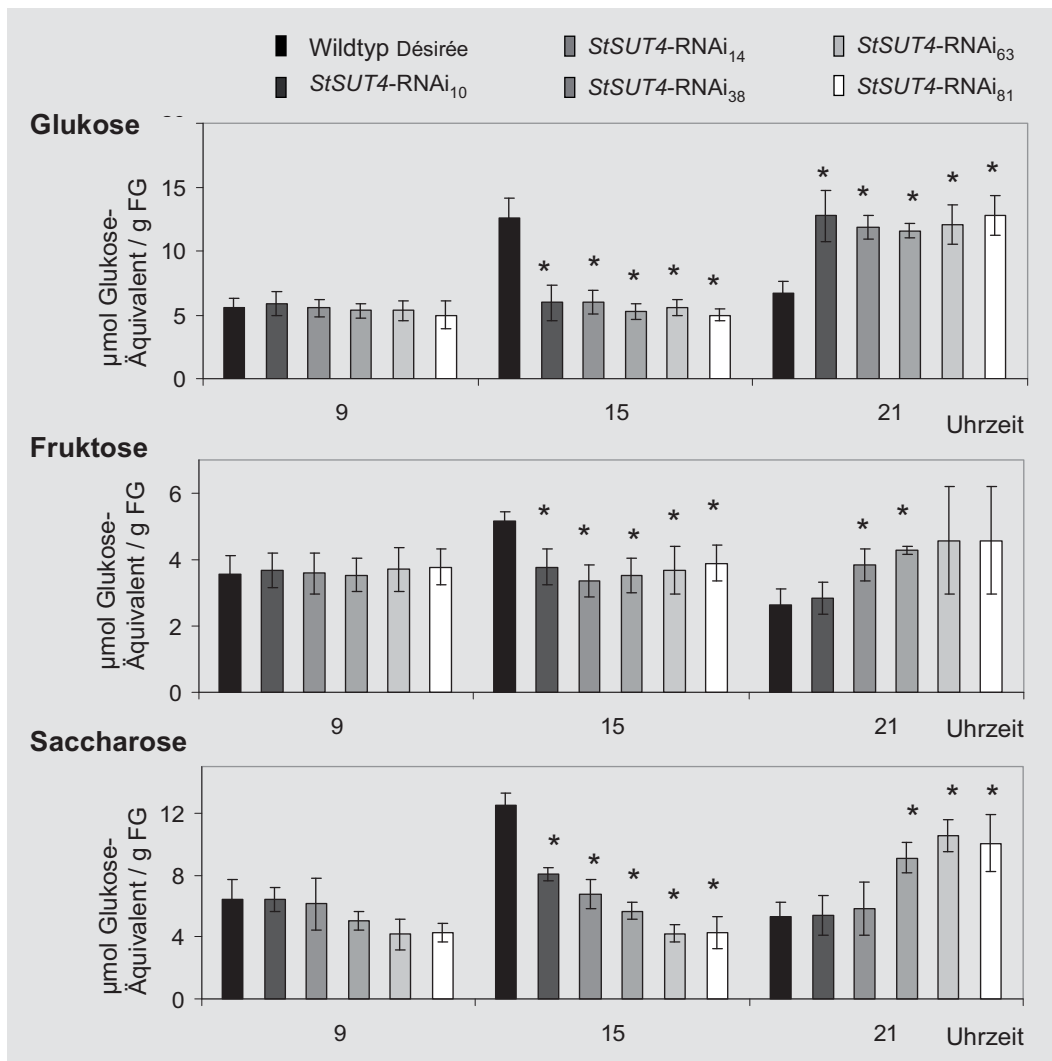 Wildtyp Désirée
StSUT4-RNAi14
StSUT4-RNAi63
StSUT4-RNAi10
StSUT4-RNAi38
StSUT4-RNAi81
Glukose
µmol Glukose-
Äquivalent / g FG
15
10
5
0
* * * * *
* * * * *
9 15 21 Uhrzeit
Fruktose
µmol Glukose-
Äquivalent / g FG
6
4
2
0
* * * * *
* *
9 15 21 Uhrzeit
Saccharose
µmol Glukose-
Äquivalent / g FG
12
8
4
0
* * * * *
* * *
9 15 21 Uhrzeit